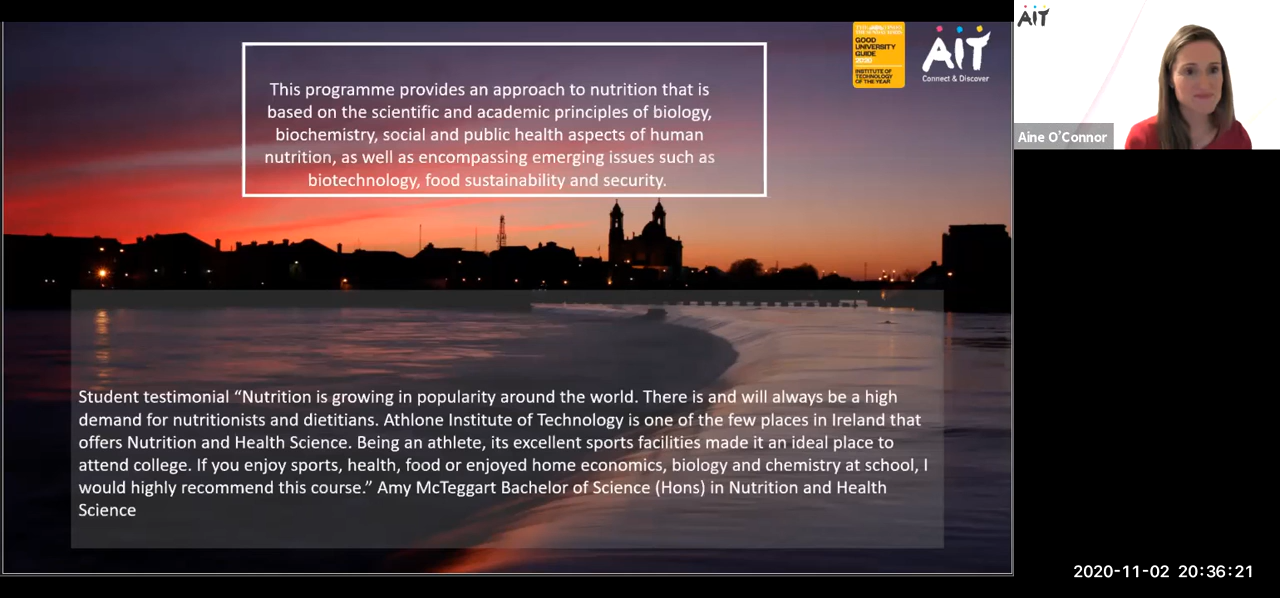 This programme provides an approach to nutrition that is
based on the scientific and academic principles of biology,
biochemistry, social and public health aspects of human
nutrition, as well as encompassing emerging issues such as
biotechnology, food sustainability and security.
GOOD
UNIVERSITY
GUIDE
2020
INSTITUTE OF
TECHNOLOGY
OF THE YEAR
AIT
Connect & Discover
AIT
Aine O'Connor
Student testimonial “Nutrition is growing in popularity around the world. There is and will always be a high
demand for nutritionists and dietitians. Athlone Institute of Technology is one of the few places in Ireland that
offers Nutrition and Health Science. Being an athlete, its excellent sports facilities made it an ideal place to
attend college. If you enjoy sports, health, food or enjoyed home economics, biology and chemistry at school, I
would highly recommend this course.” Amy McTeggart Bachelor of Science (Hons) in Nutrition and Health
Science
2020-11-02 20:36:21